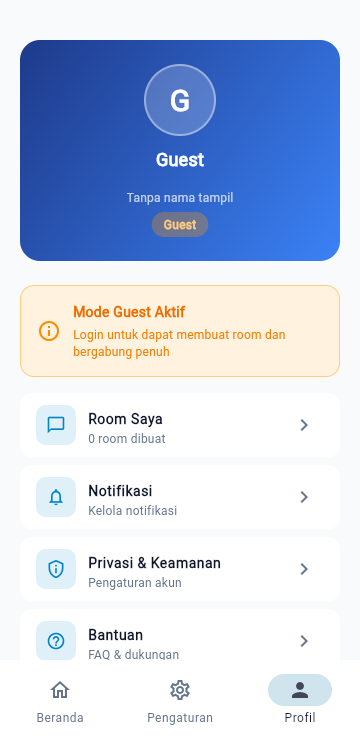 G
Guest
Tanpa nama tampil
Guest
Mode Guest Aktif
Login untuk dapat membuat room dan
bergabung penuh
Room Saya
0 room dibuat
Notifikasi
Kelola notifikasi
Privasi & Keamanan
Pengaturan akun
Bantuan
FAQ & dukungan
Beranda
Pengaturan
Profil